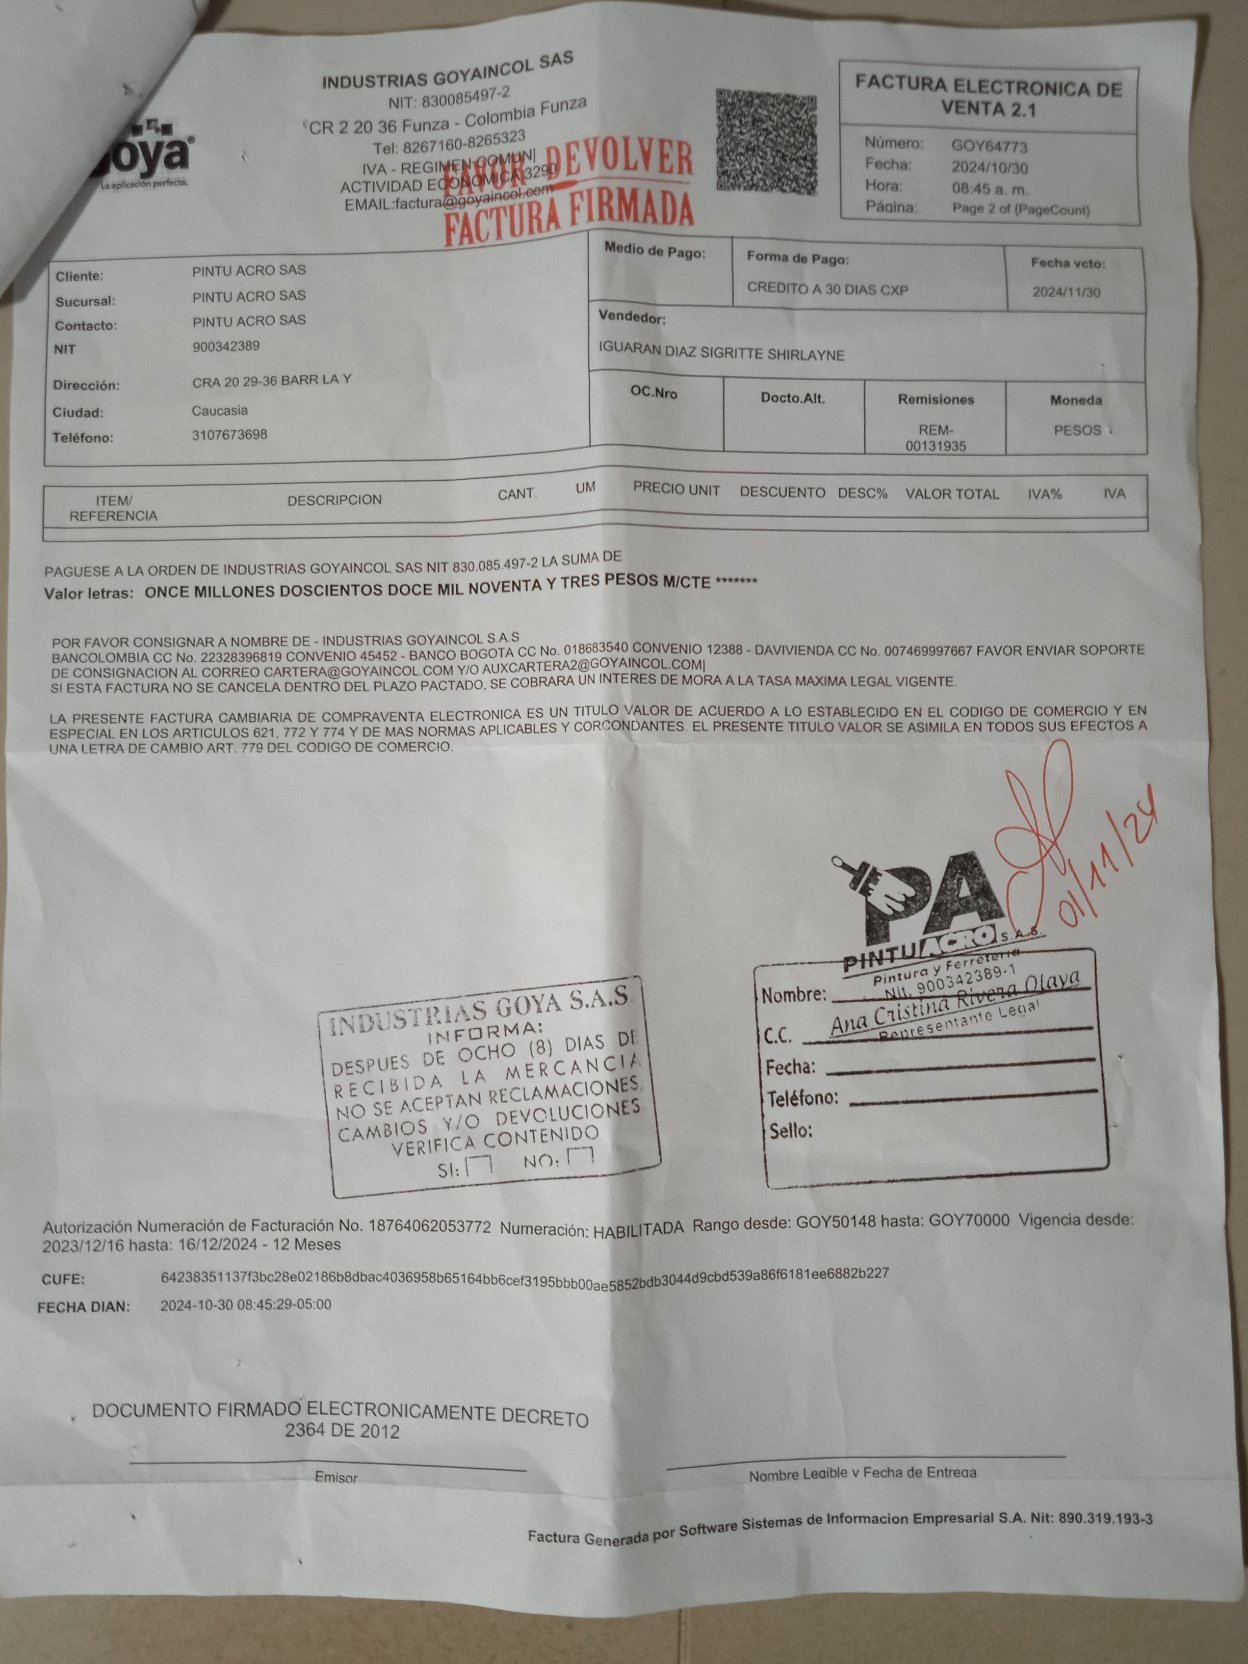 goya®
La aplicación perfecta.
INDUSTRIAS GOYAINCOL SAS
NIT: 830085497-2
CR 2 20 36 Funza - Colombia Funza
Tel: 8267160-8265323
IVA - REGIMEN COMUN|
ACTIVIDAD ECONOMICA 3290
EMAIL:factura@goyaincol.com
FAVOR DEVOLVER
FACTURA FIRMADA
FACTURA ELECTRONICA DE
VENTA 2.1
Número: GOY64773
Fecha: 2024/10/30
Hora: 08:45 a. m.
Página: Page 2 of {PageCount}
Cliente: PINTU ACRO SAS
Sucursal: PINTU ACRO SAS
Contacto: PINTU ACRO SAS
NIT 900342389
Dirección: CRA 20 29-36 BARR LA Y
Ciudad: Caucasia
Teléfono: 3107673698
Medio de Pago: Forma de Pago: Fecha vcto:
CREDITO A 30 DIAS CXP 2024/11/30
Vendedor:
IGUARAN DIAZ SIGRITTE SHIRLAYNE
OC.Nro Docto.Alt. Remisiones Moneda
REM- PESOS
00131935
ITEM/ DESCRIPCION CANT. UM PRECIO UNIT DESCUENTO DESC% VALOR TOTAL IVA% IVA
REFERENCIA
PAGUESE A LA ORDEN DE INDUSTRIAS GOYAINCOL SAS NIT 830.085.497-2 LA SUMA DE
Valor letras: ONCE MILLONES DOSCIENTOS DOCE MIL NOVENTA Y TRES PESOS M/CTE *******
POR FAVOR CONSIGNAR A NOMBRE DE - INDUSTRIAS GOYAINCOL S.A.S
BANCOLOMBIA CC No. 22328396819 CONVENIO 45452 - BANCO BOGOTA CC No. 018683540 CONVENIO 12388 - DAVIVIENDA CC No. 007469997667 FAVOR ENVIAR SOPORTE
DE CONSIGNACION AL CORREO CARTERA@GOYAINCOL.COM Y/O AUXCARTERA2@GOYAINCOL.COM|
SI ESTA FACTURA NO SE CANCELA DENTRO DEL PLAZO PACTADO, SE COBRARA UN INTERES DE MORA A LA TASA MAXIMA LEGAL VIGENTE.
LA PRESENTE FACTURA CAMBIARIA DE COMPRAVENTA ELECTRONICA ES UN TITULO VALOR DE ACUERDO A LO ESTABLECIDO EN EL CODIGO DE COMERCIO Y EN
ESPECIAL EN LOS ARTICULOS 621, 772 Y 774 Y DE MAS NORMAS APLICABLES Y CORCONDANTES. EL PRESENTE TITULO VALOR SE ASIMILA EN TODOS SUS EFECTOS A
UNA LETRA DE CAMBIO ART. 779 DEL CODIGO DE COMERCIO.
01/11/24
PA
PINTUACRO S.A.S.
Pintura y Ferretería
Nit. 900342389-1
Ana Cristina Rivera Olaya
Representante Legal
Nombre:
C.C.
Fecha:
Teléfono:
Sello:
INDUSTRIAS GOYA S.A.S
INFORMA:
DESPUES DE OCHO (8) DIAS DE
RECIBIDA LA MERCANCIA
NO SE ACEPTAN RECLAMACIONES,
CAMBIOS Y/O DEVOLUCIONES
VERIFICA CONTENIDO
SI: NO:
Autorización Numeración de Facturación No. 18764062053772 Numeración: HABILITADA Rango desde: GOY50148 hasta: GOY70000 Vigencia desde:
2023/12/16 hasta: 16/12/2024 - 12 Meses
CUFE: 64238351137f3bc28e02186b8dbac4036958b65164bb6cef3195bbb00ae5852bdb3044d9cbd539a86f6181ee6882b227
FECHA DIAN: 2024-10-30 08:45:29-05:00
DOCUMENTO FIRMADO ELECTRONICAMENTE DECRETO
2364 DE 2012
Emisor
Nombre Legible y Fecha de Entrega
Factura Generada por Software Sistemas de Informacion Empresarial S.A. Nit: 890.319.193-3